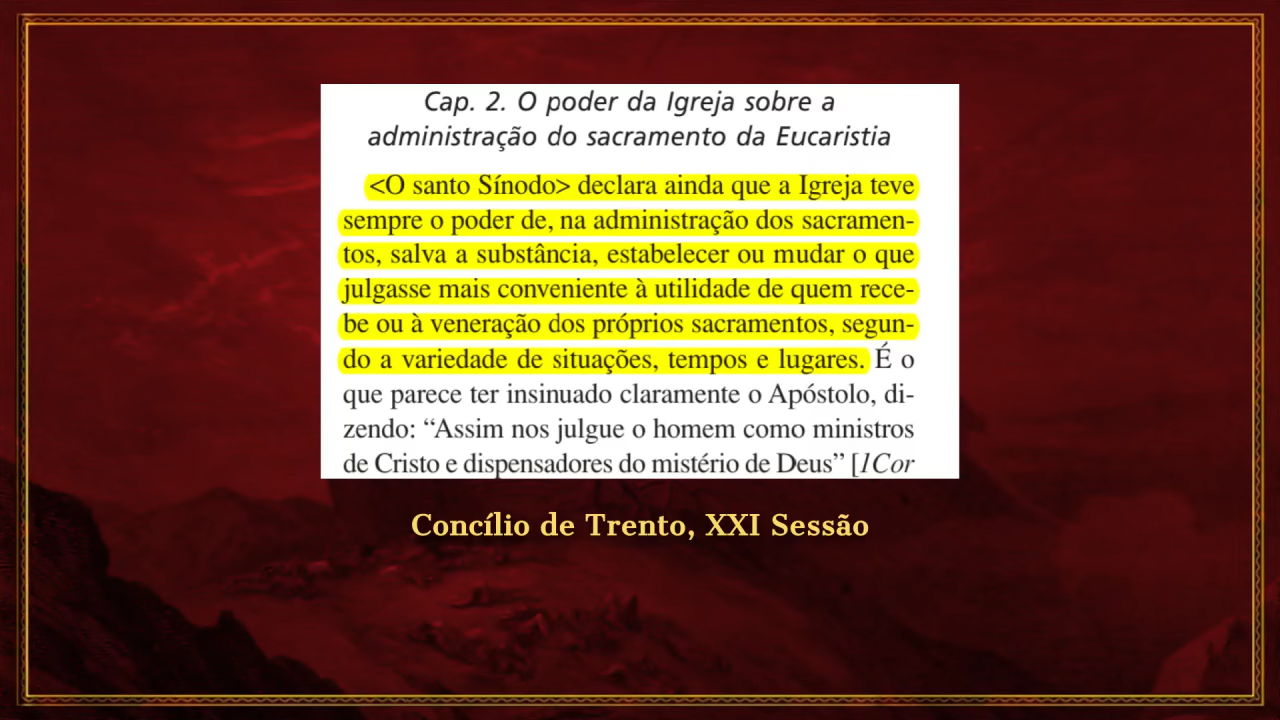 Cap. 2. O poder da Igreja sobre a
administração do sacramento da Eucaristia
<O santo Sínodo> declara ainda que a Igreja teve
sempre o poder de, na administração dos sacramen-
tos, salva a substância, estabelecer ou mudar o que
julgasse mais conveniente à utilidade de quem rece-
be ou à veneração dos próprios sacramentos, segun-
do a variedade de situações, tempos e lugares. É o
que parece ter insinuado claramente o Apóstolo, di-
zendo: “Assim nos julgue o homem como ministros
de Cristo e dispensadores do mistério de Deus” [1Cor
Concílio de Trento, XXI Sessão